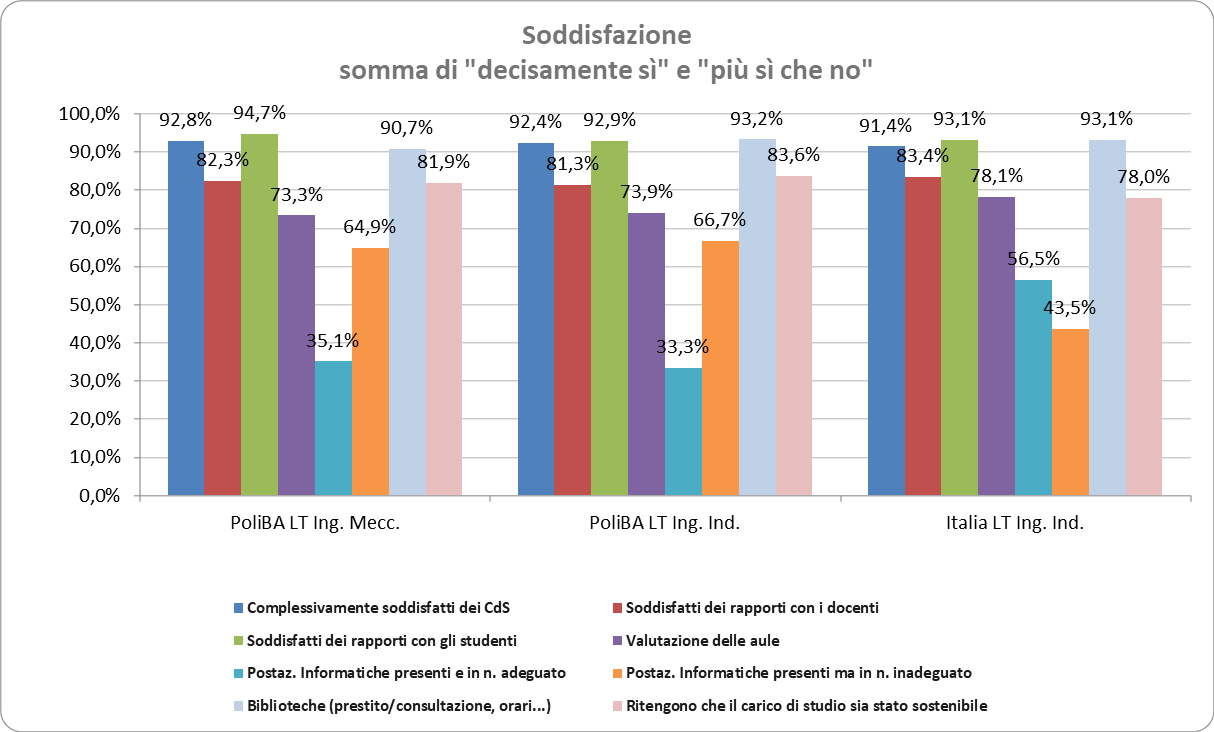 Soddisfazione
somma di "decisamente sì" e "più sì che no"
100,0%
90,0%
80,0%
70,0%
60,0%
50,0%
40,0%
30,0%
20,0%
10,0%
0,0%
92,8%
82,3%
94,7%
73,3%
35,1%
64,9%
90,7%
81,9%
92,4%
81,3%
92,9%
73,9%
33,3%
66,7%
93,2%
83,6%
91,4%
83,4%
93,1%
78,1%
56,5%
43,5%
93,1%
78,0%
PoliBA LT Ing. Mecc.
PoliBA LT Ing. Ind.
Italia LT Ing. Ind.
Complessivamente soddisfatti dei CdS
Soddisfatti dei rapporti con i docenti
Soddisfatti dei rapporti con gli studenti
Valutazione delle aule
Postaz. Informatiche presenti e in n. adeguato
Postaz. Informatiche presenti ma in n. inadeguato
Biblioteche (prestito/consultazione, orari...)
Ritengono che il carico di studio sia stato sostenibile